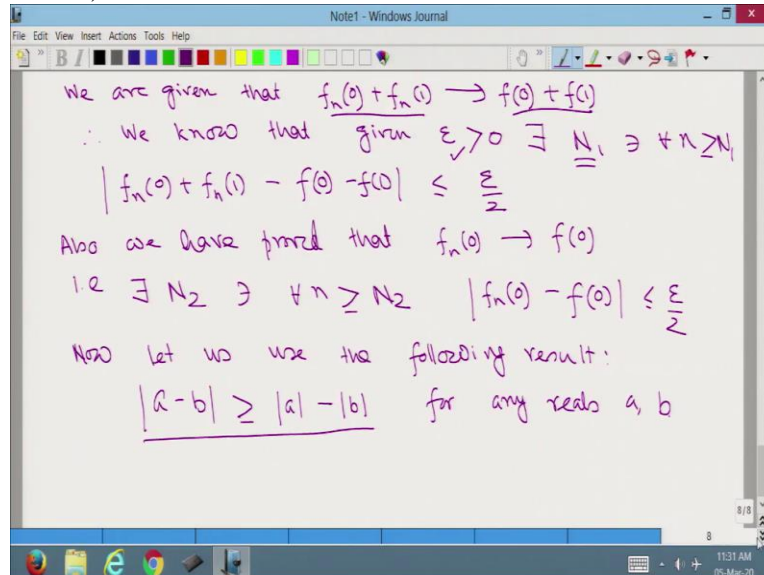 Note1 - Windows Journal
File Edit View Insert Actions Tools Help
We are given that fₙ(0) + fₙ(1) → f(0) + f(1)
∴ We know that given ε > 0 ∃ N₁ ∋ ∀ n ≥ N₁
| fₙ(0) + fₙ(1) - f(0) - f(1) | ≤ ε/2
Also we have proved that fₙ(0) → f(0)
i.e ∃ N₂ ∋ ∀ n ≥ N₂ | fₙ(0) - f(0) | ≤ ε/2
Now Let us use the following result:
|a - b| ≥ |a| - |b| for any reals a, b
8/8
8
11:31 AM
05-Mar-20